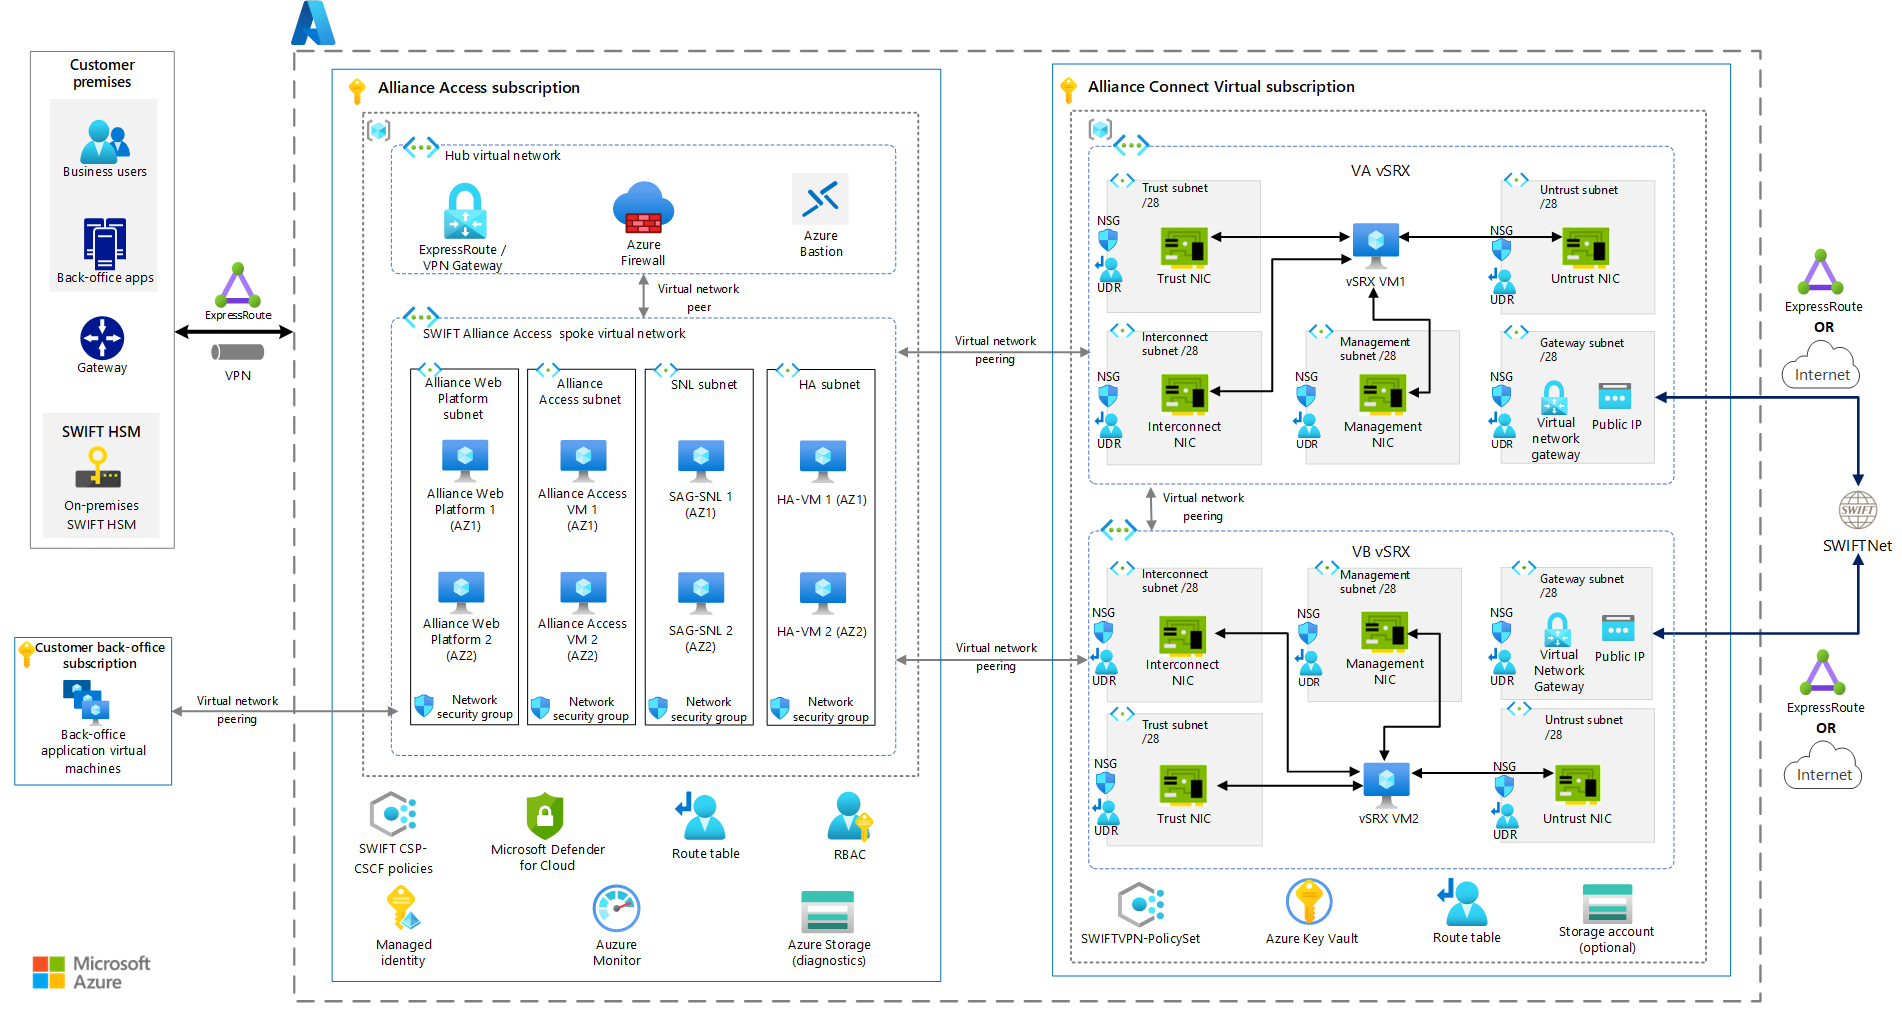 Customer
premises
Business users
Back-office apps
Gateway
SWIFT HSM
On-premises
SWIFT HSM
ExpressRoute
VPN
Customer back-office
subscription
Back-office
application virtual
machines
Virtual network
peering
Microsoft
Azure
Alliance Access subscription
Hub virtual network
ExpressRoute /
VPN Gateway
Azure
Firewall
Azure
Bastion
Virtual network
peer
SWIFT Alliance Access spoke virtual network
Alliance Web
Platform
subnet
Alliance Web
Platform 1
(AZ1)
Alliance Web
Platform 2
(AZ2)
Network
security group
Alliance
Access subnet
Alliance Access
VM 1
(AZ1)
Alliance Access
VM 2
(AZ2)
Network
security group
SNL subnet
SAG-SNL 1
(AZ1)
SAG-SNL 2
(AZ2)
Network
security group
HA subnet
HA-VM 1 (AZ1)
HA-VM 2 (AZ2)
Network
security group
SWIFT CSP-
CSCF policies
Microsoft Defender
for Cloud
Route table
RBAC
Managed
identity
Auzure
Monitor
Azure Storage
(diagnostics)
Virtual network
peering
Virtual network
peering
Alliance Connect Virtual subscription
VA vSRX
Trust subnet
/28
NSG
UDR
Trust NIC
vSRX VM1
Untrust subnet
/28
NSG
UDR
Untrust NIC
Interconnect
subnet /28
NSG
UDR
Interconnect
NIC
Management
subnet /28
NSG
UDR
Management
NIC
Gateway subnet
/28
NSG
UDR
Virtual
network
gateway
Public IP
Virtual network
peering
VB vSRX
Interconnect
subnet /28
NSG
UDR
Interconnect
NIC
Management
subnet /28
NSG
UDR
Management
NIC
Gateway subnet
/28
NSG
UDR
Virtual
Network
Gateway
Public IP
Trust subnet
/28
NSG
UDR
Trust NIC
vSRX VM2
Untrust subnet
/28
NSG
UDR
Untrust NIC
SWIFTVPN-PolicySet
Azure Key Vault
Route table
Storage account
(optional)
ExpressRoute
OR
Internet
SWIFT
SWIFTNet
ExpressRoute
OR
Internet